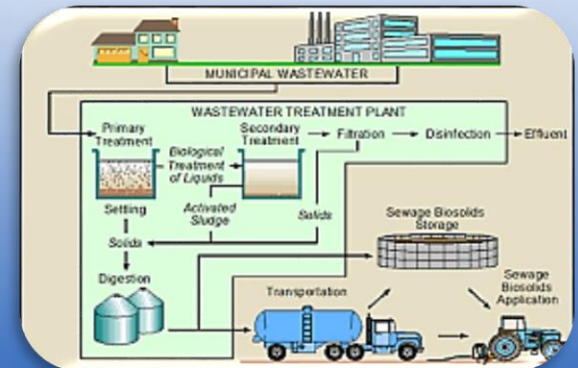 MUNICIPAL WASTEWATER
WASTEWATER TREATMENT PLANT
Primary
Treatment
Biological
Treatment
of Liquids
Secondary
Treatment
Filtration
Disinfection
Effluent
Settling
Activated
Sludge
Solids
Solids
Digestion
Sewage Biosolids
Storage
Transportation
Sewage
Biosolids
Application